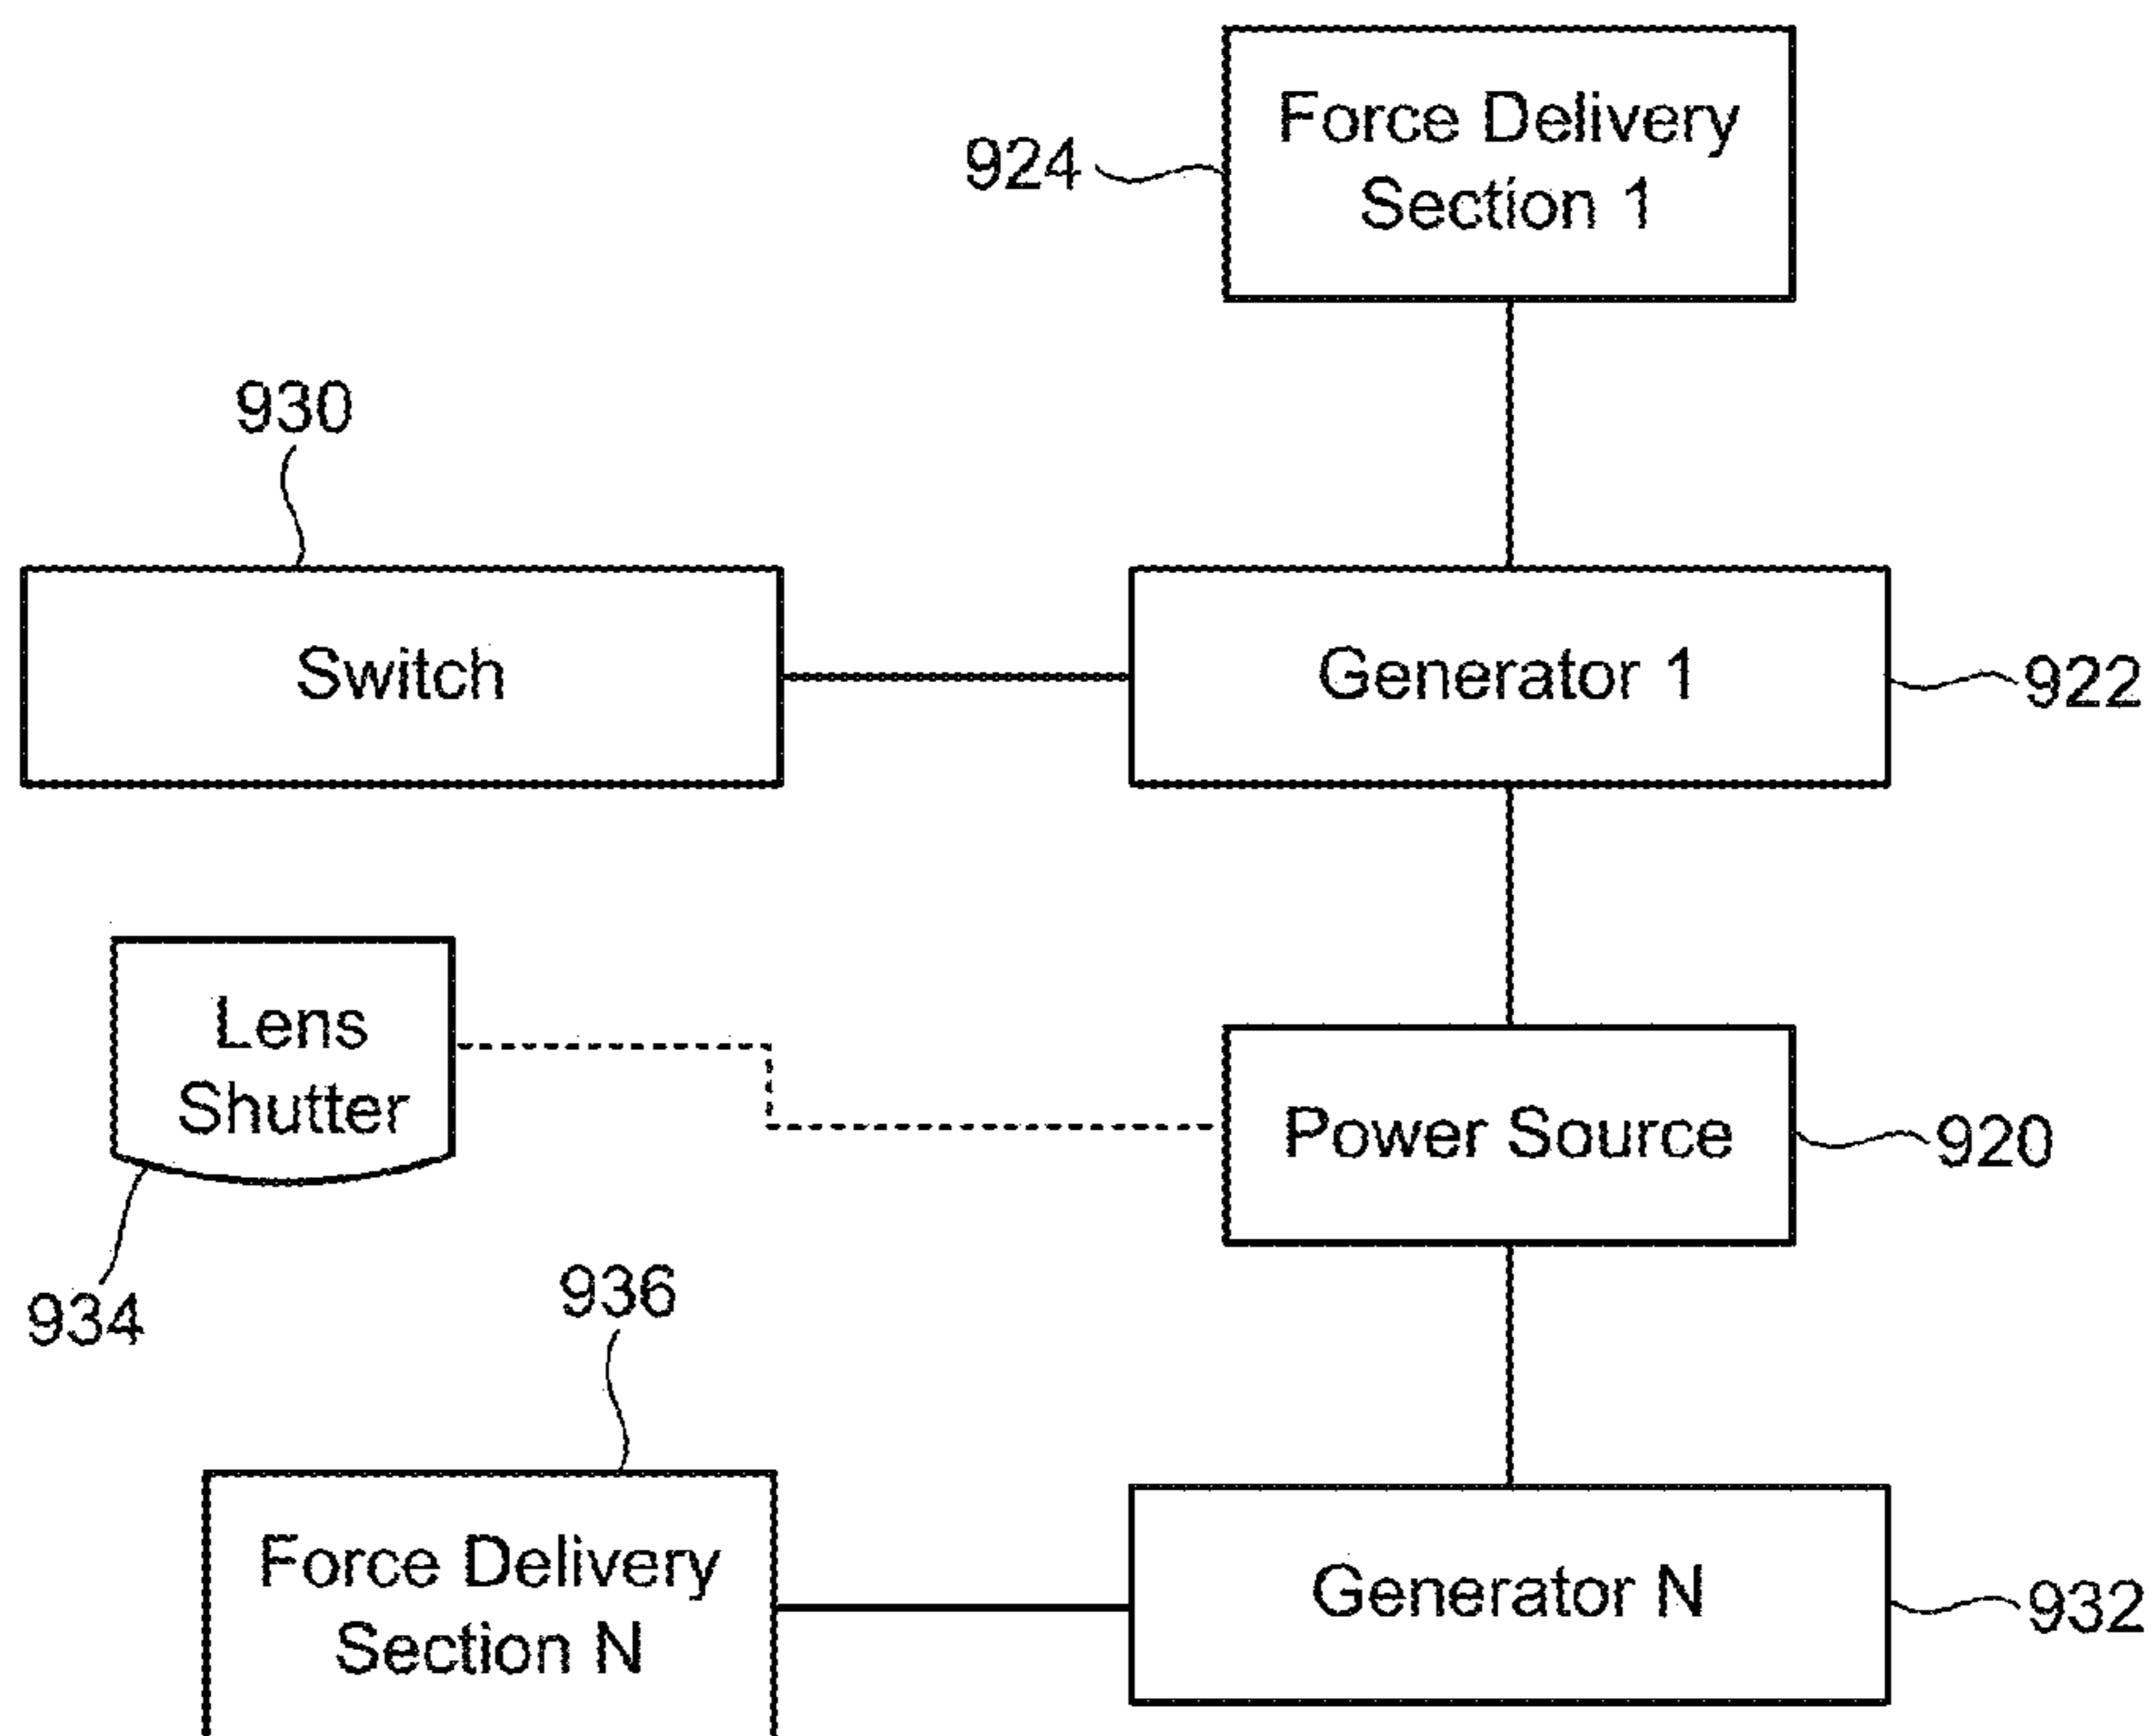 Force Delivery
Section 1
924
930
Switch
Generator 1
922
Lens
Shutter
Power Source
920
934
936
Force Delivery
Section N
Generator N
932